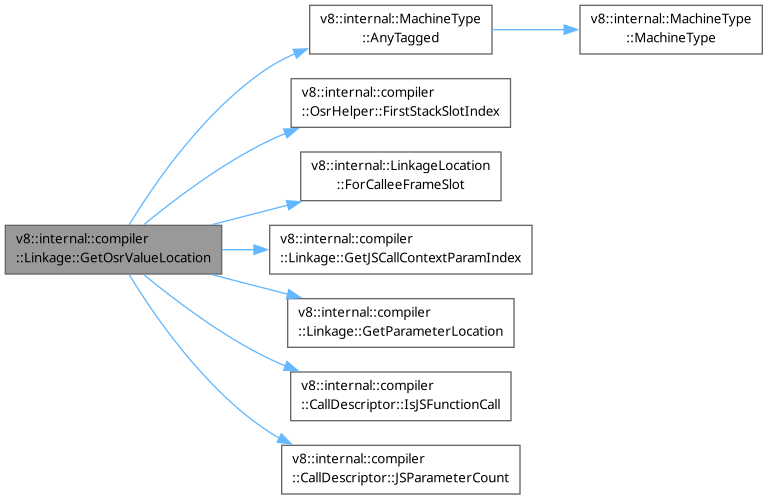 v8::internal::MachineType
::AnyTagged
v8::internal::MachineType
::MachineType
v8::internal::compiler
::OsrHelper::FirstStackSlotIndex
v8::internal::LinkageLocation
::ForCalleeFrameSlot
v8::internal::compiler
::Linkage::GetOsrValueLocation
v8::internal::compiler
::Linkage::GetJSCallContextParamIndex
v8::internal::compiler
::Linkage::GetParameterLocation
v8::internal::compiler
::CallDescriptor::IsJSFunctionCall
v8::internal::compiler
::CallDescriptor::JSParameterCount